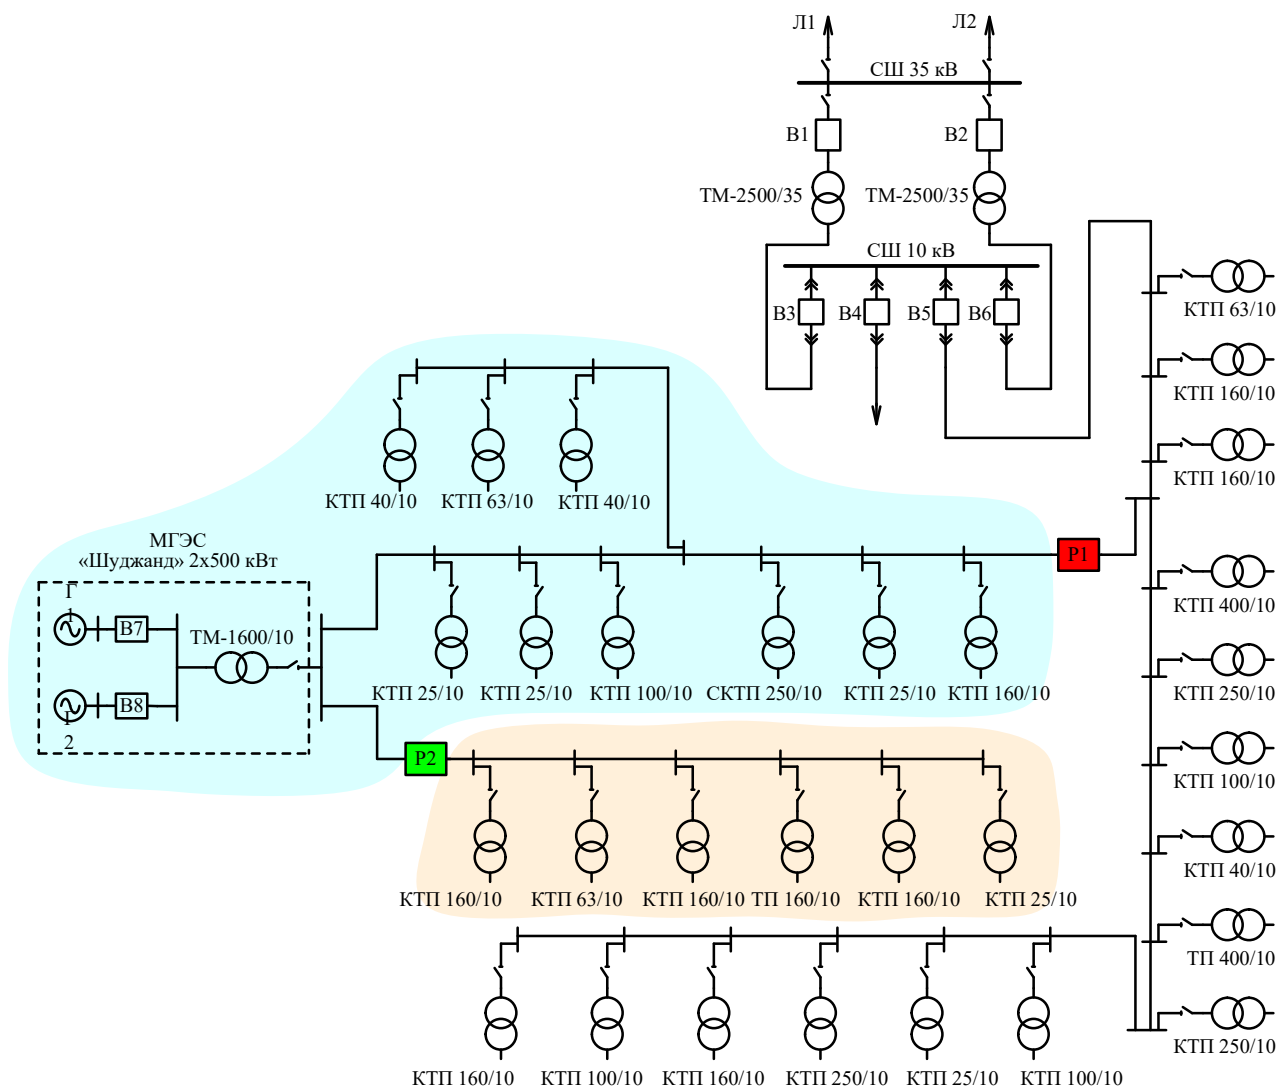 Л1
Л2
СШ 35 кВ
В1
В2
ТМ-2500/35
ТМ-2500/35
СШ 10 кВ
В3
В4
В5
В6
КТП 63/10
КТП 160/10
КТП 160/10
КТП 40/10
КТП 63/10
КТП 40/10
МГЭС
«Шуджанд» 2х500 кВт
Р1
Г
1
В7
ТМ-1600/10
КТП 400/10
КТП 25/10
КТП 25/10
КТП 100/10
СКТП 250/10
КТП 25/10
КТП 160/10
КТП 250/10
Г
2
В8
Р2
КТП 100/10
КТП 160/10
КТП 63/10
КТП 160/10
ТП 160/10
КТП 160/10
КТП 25/10
КТП 40/10
ТП 400/10
КТП 250/10
КТП 160/10
КТП 100/10
КТП 160/10
КТП 250/10
КТП 25/10
КТП 100/10